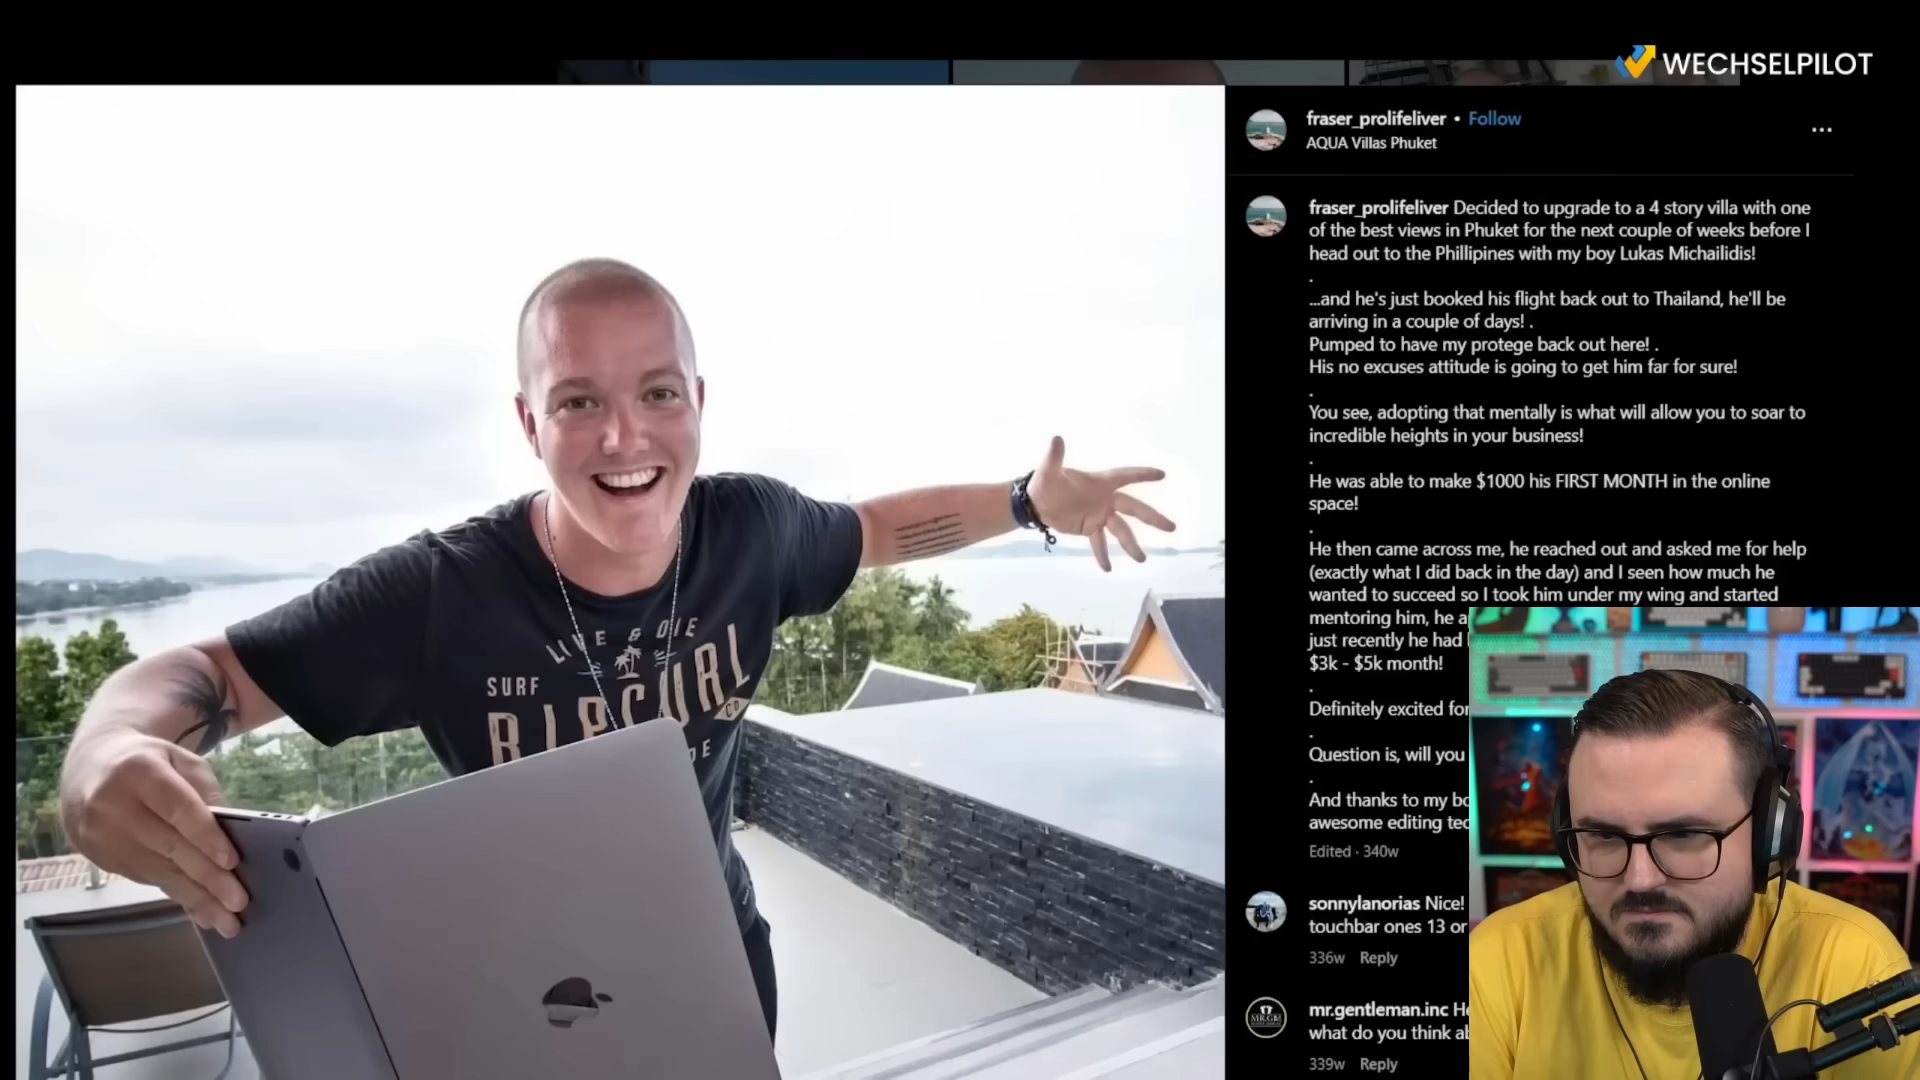 WECHSELPILOT
fraser_prolifeliver • Follow
AQUA Villas Phuket
fraser_prolifeliver Decided to upgrade to a 4 story villa with one
of the best views in Phuket for the next couple of weeks before I
head out to the Phillipines with my boy Lukas Michailidis!
.
...and he's just booked his flight back out to Thailand, he'll be
arriving in a couple of days! .
Pumped to have my protege back out here! .
His no excuses attitude is going to get him far for sure!
.
You see, adopting that mentally is what will allow you to soar to
incredible heights in your business!
.
He was able to make $1000 his FIRST MONTH in the online
space!
.
He then came across me, he reached out and asked me for help
(exactly what I did back in the day) and I seen how much he
wanted to succeed so I took him under my wing and started
mentoring him, he a
just recently he had
$3k - $5k month!
.
Definitely excited for
.
Question is, will you
.
And thanks to my bo
awesome editing tec
Edited · 340w
sonnylanorias Nice!
touchbar ones 13 or
336w Reply
mr.gentleman.inc He
what do you think ab
339w Reply
LIVE & DIE
SURF
RIPCURL
CO